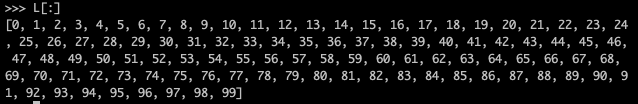 >>> L[:]
[0, 1, 2, 3, 4, 5, 6, 7, 8, 9, 10, 11, 12, 13, 14, 15, 16, 17, 18, 19, 20, 21, 22, 23, 24
, 25, 26, 27, 28, 29, 30, 31, 32, 33, 34, 35, 36, 37, 38, 39, 40, 41, 42, 43, 44, 45, 46,
 47, 48, 49, 50, 51, 52, 53, 54, 55, 56, 57, 58, 59, 60, 61, 62, 63, 64, 65, 66, 67, 68, 
69, 70, 71, 72, 73, 74, 75, 76, 77, 78, 79, 80, 81, 82, 83, 84, 85, 86, 87, 88, 89, 90, 9
1, 92, 93, 94, 95, 96, 97, 98, 99]